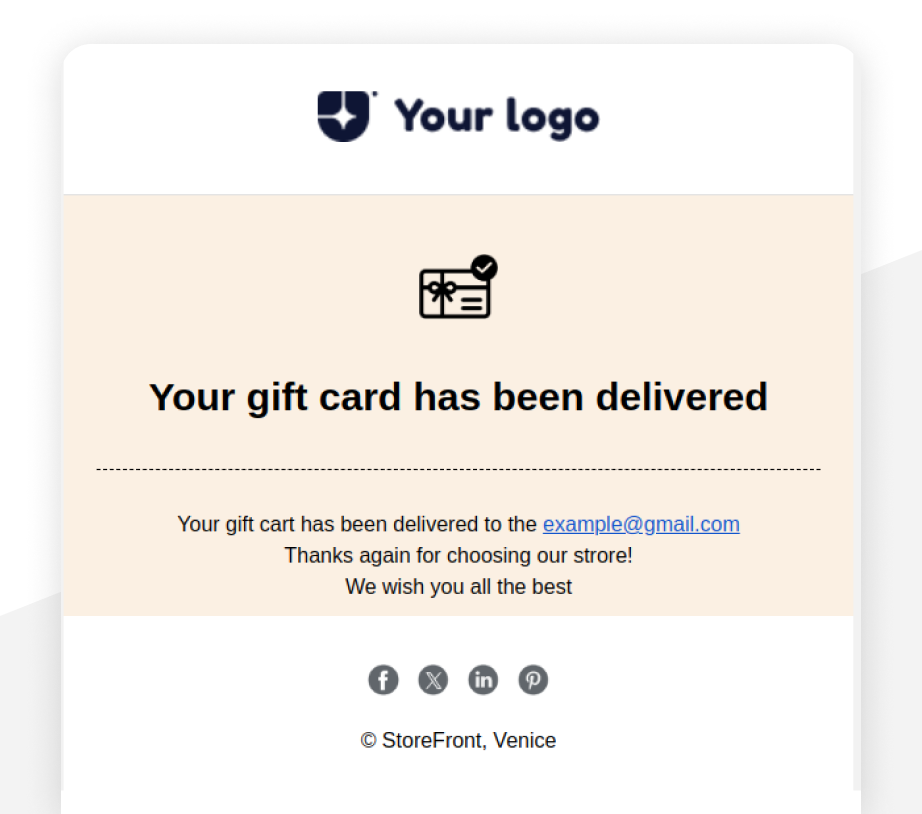 Your logo
Your gift card has been delivered
Your gift cart has been delivered to the example@gmail.com
Thanks again for choosing our strore!
We wish you all the best
© StoreFront, Venice